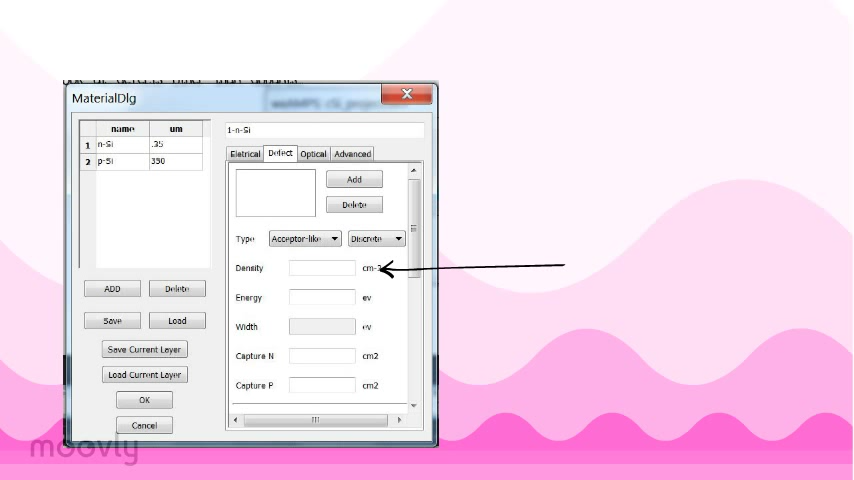 MaterialDlg
name um
1 n-Si .35
2 p-Si 350
ADD Delete
Save Load
Save Current Layer
Load Current Layer
OK
Cancel
1-n-Si
Eletrical Defect Optical Advanced
Add
Delete
Type Acceptor-like Discrete
Density cm-3
Energy ev
Width ev
Capture N cm2
Capture P cm2
moovly